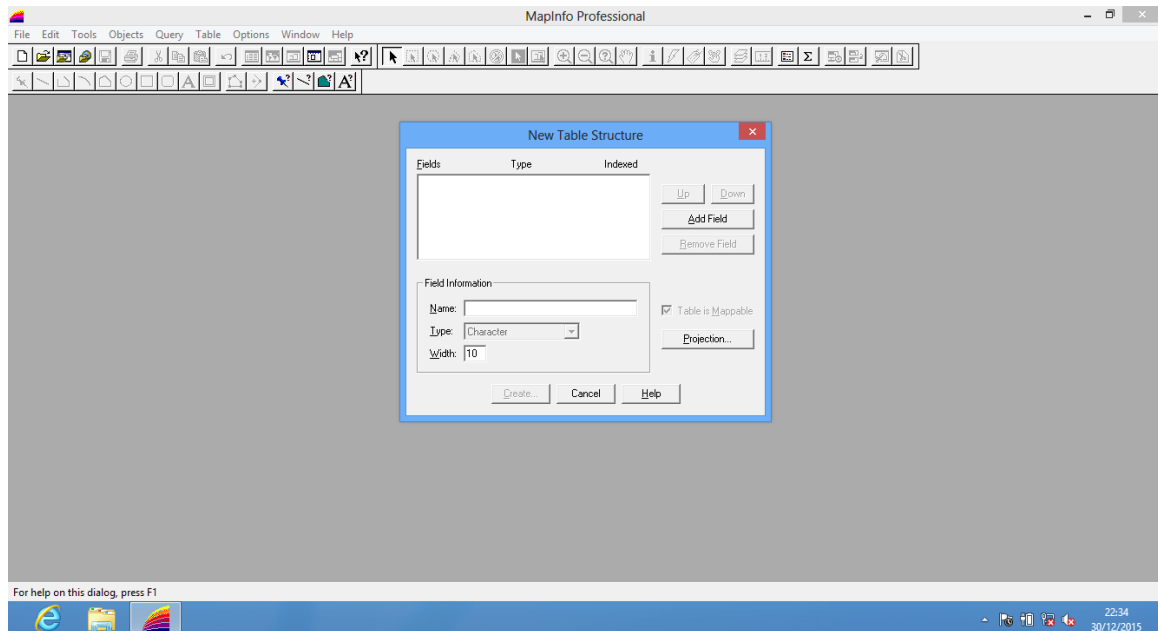 MapInfo Professional
File Edit Tools Objects Query Table Options Window Help
New Table Structure
Fields Type Indexed
Up Down
Add Field
Remove Field
Field Information
Name:
Table is Mappable
Type: Character
Projection...
Width: 10
Create... Cancel Help
For help on this dialog, press F1
22:34
30/12/2015